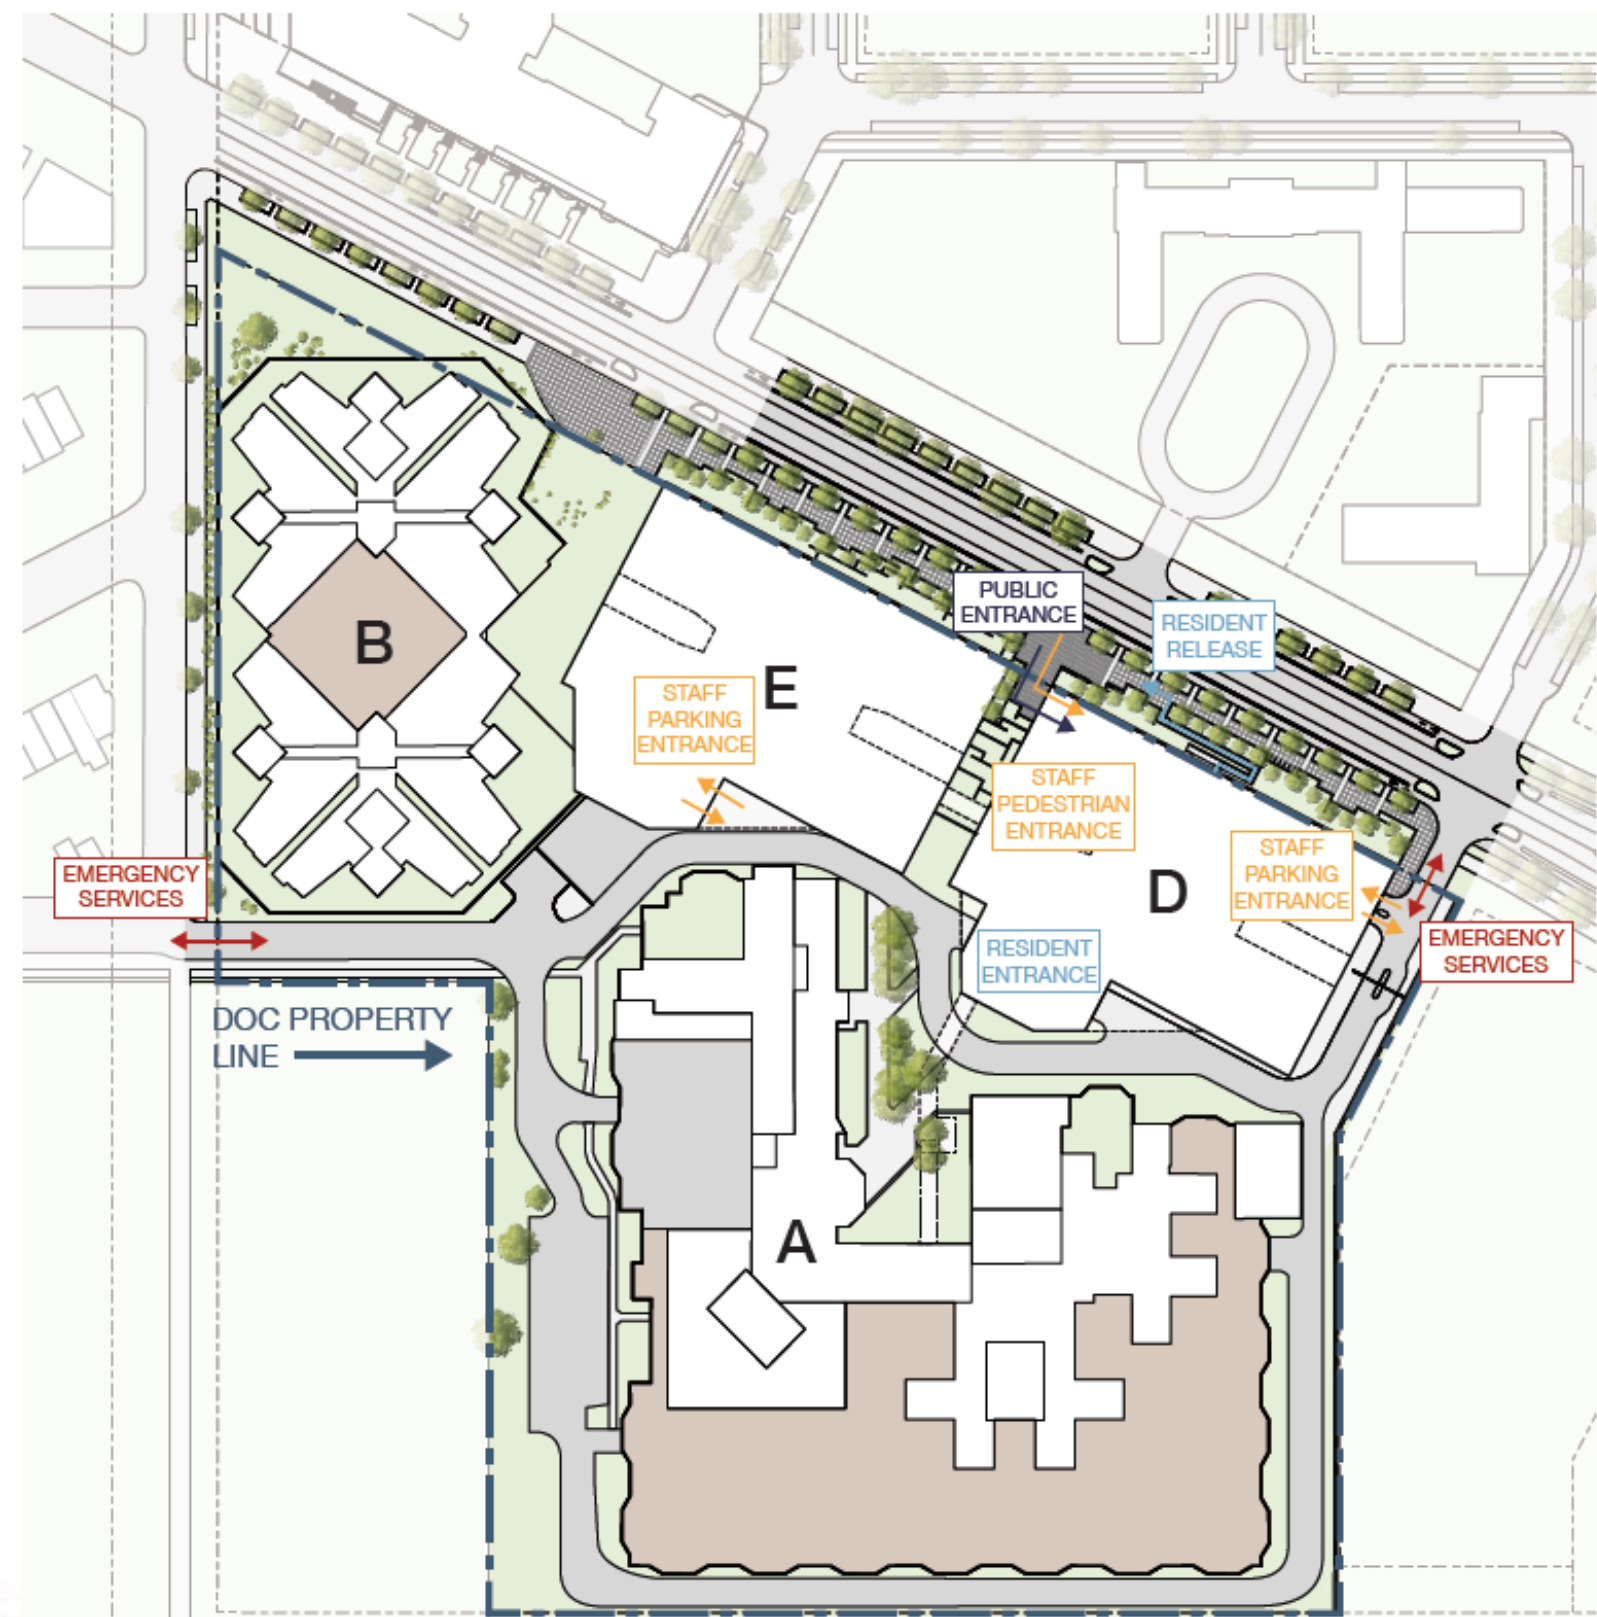 PUBLIC
ENTRANCE
RESIDENT
RELEASE
B
E
STAFF
PARKING
ENTRANCE
STAFF
PEDESTRIAN
ENTRANCE
STAFF
PARKING
ENTRANCE
D
EMERGENCY
SERVICES
RESIDENT
ENTRANCE
EMERGENCY
SERVICES
DOC PROPERTY
LINE
A